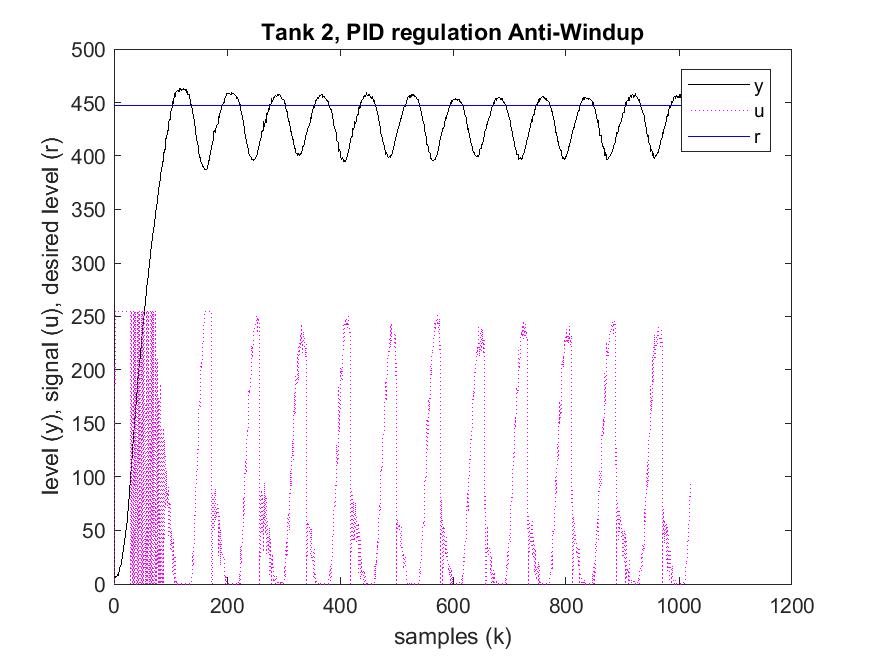 Tank 2, PID regulation Anti-Windup
500
450
400
350
300
250
200
150
100
50
0
level (y), signal (u), desired level (r)
y
u
r
0 200 400 600 800 1000 1200
samples (k)